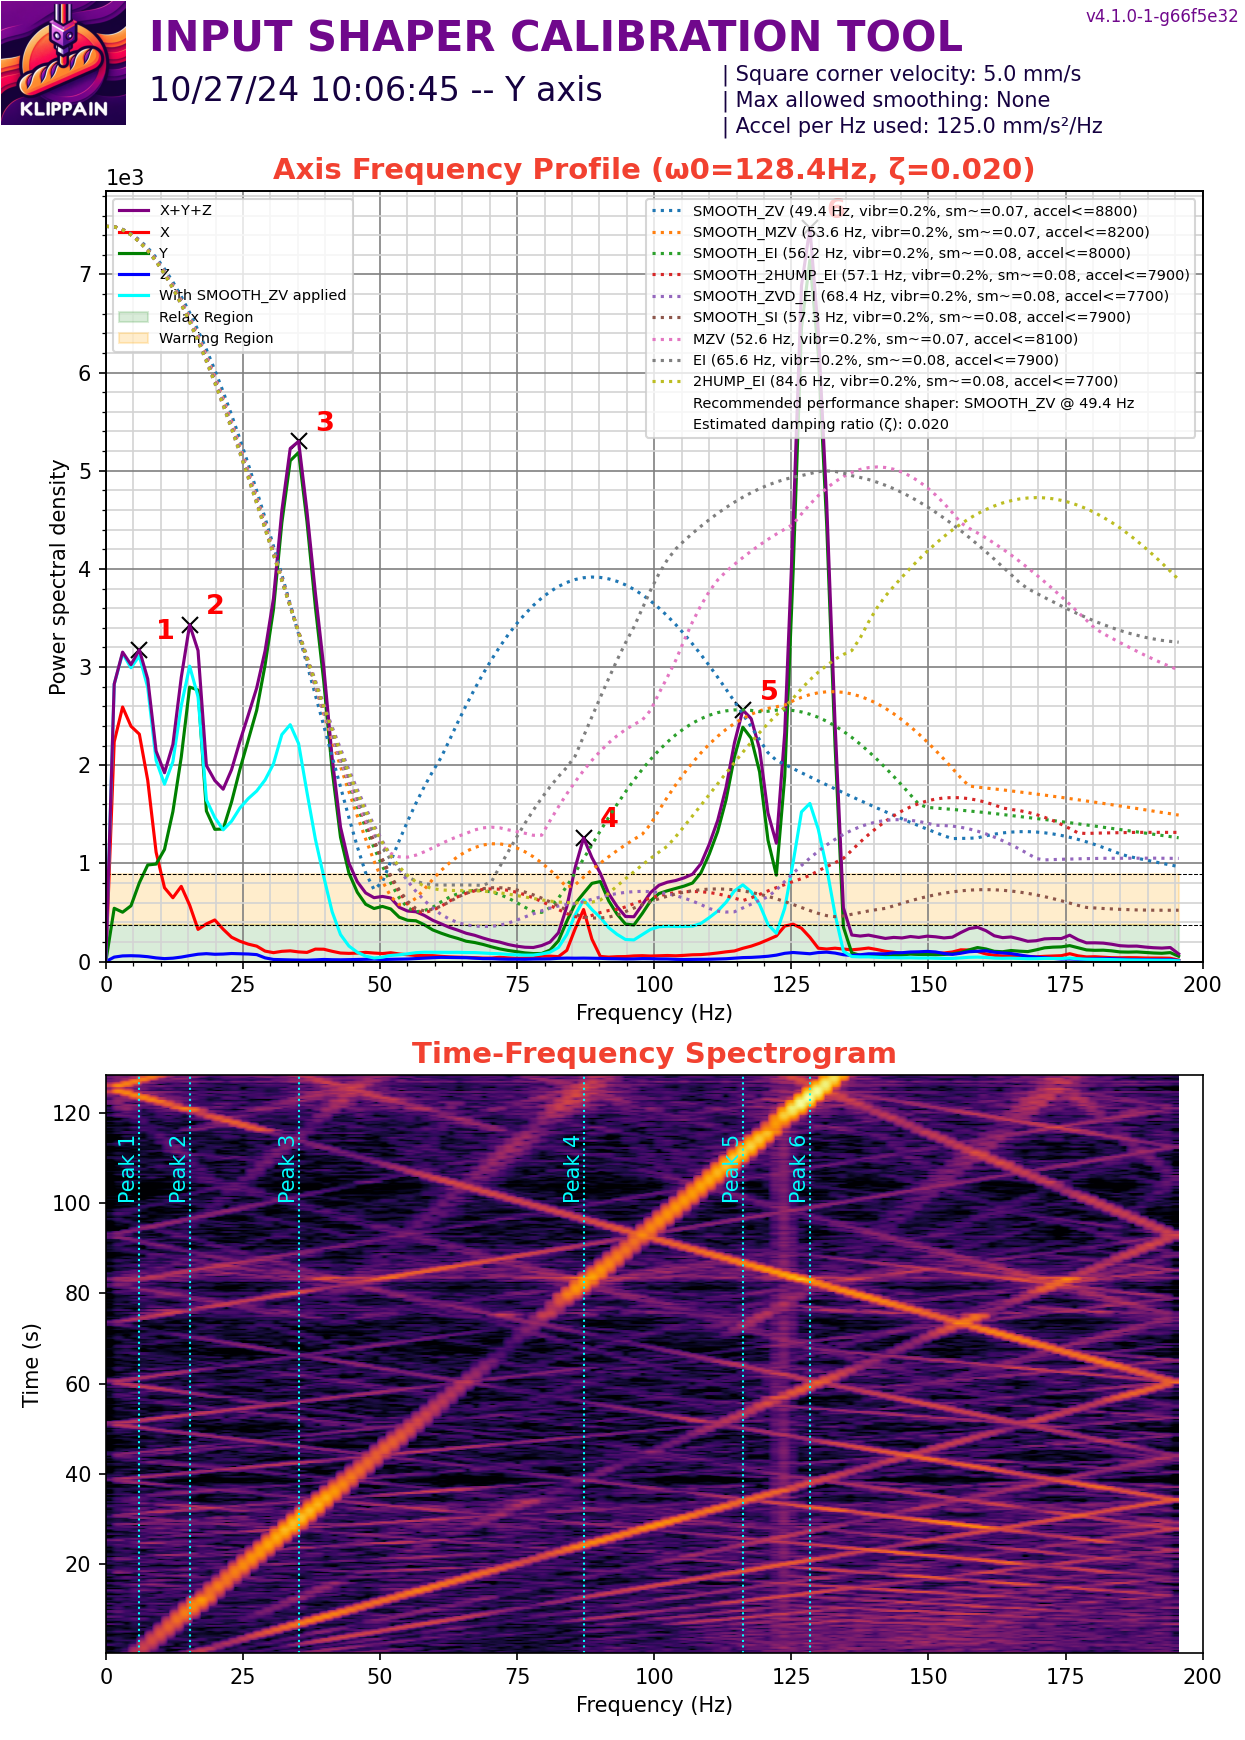 v4.1.0-1-g66f5e32
INPUT SHAPER CALIBRATION TOOL
10/27/24 10:06:45 -- Y axis
| Square corner velocity: 5.0 mm/s
| Max allowed smoothing: None
| Accel per Hz used: 125.0 mm/s²/Hz
KLIPPAIN
Axis Frequency Profile (ω0=128.4Hz, ζ=0.020)
1e3
X+Y+Z
X
Y
Z
With SMOOTH_ZV applied
Relax Region
Warning Region
SMOOTH_ZV (49.4 Hz, vibr=0.2%, sm~=0.07, accel<=8800)
SMOOTH_MZV (53.6 Hz, vibr=0.2%, sm~=0.07, accel<=8200)
SMOOTH_EI (56.2 Hz, vibr=0.2%, sm~=0.08, accel<=8000)
SMOOTH_2HUMP_EI (57.1 Hz, vibr=0.2%, sm~=0.08, accel<=7900)
SMOOTH_ZVD_EI (68.4 Hz, vibr=0.2%, sm~=0.08, accel<=7700)
SMOOTH_SI (57.3 Hz, vibr=0.2%, sm~=0.08, accel<=7900)
MZV (52.6 Hz, vibr=0.2%, sm~=0.07, accel<=8100)
EI (65.6 Hz, vibr=0.2%, sm~=0.08, accel<=7900)
2HUMP_EI (84.6 Hz, vibr=0.2%, sm~=0.08, accel<=7700)
Recommended performance shaper: SMOOTH_ZV @ 49.4 Hz
Estimated damping ratio (ζ): 0.020
6
3
2
1
5
4
Power spectral density
7
6
5
4
3
2
1
0
0 25 50 75 100 125 150 175 200
Frequency (Hz)
Time-Frequency Spectrogram
Peak 1
Peak 2
Peak 3
Peak 4
Peak 5
Peak 6
Time (s)
120
100
80
60
40
20
0 25 50 75 100 125 150 175 200
Frequency (Hz)